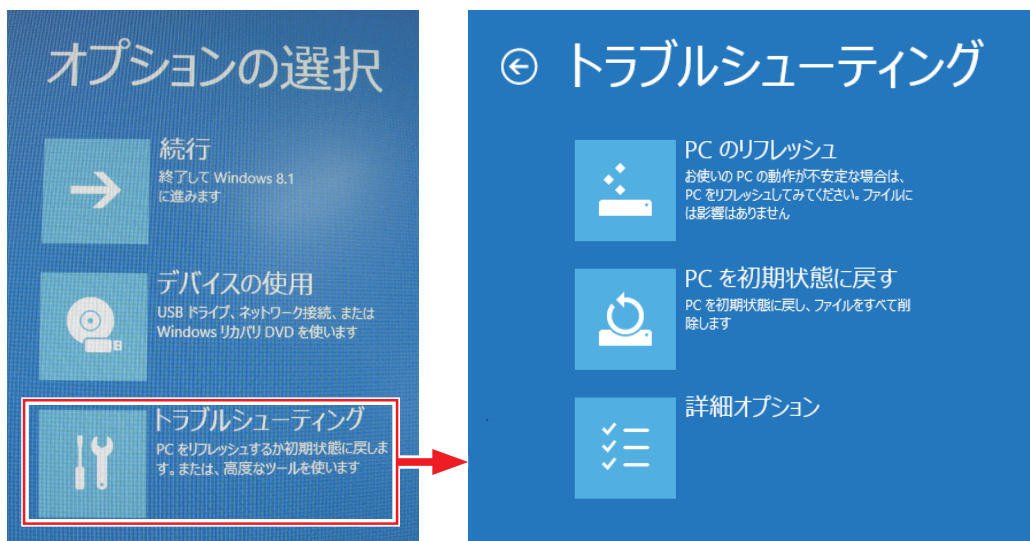 オプションの選択
続行
終了して Windows 8.1
に進みます
デバイスの使用
USB ドライブ、ネットワーク接続、または
Windows リカバリ DVD を使います
トラブルシューティング
PC をリフレッシュするか初期状態に戻しま
す。または、高度なツールを使います
トラブルシューティング
PC のリフレッシュ
お使いの PC の動作が不安定な場合は、
PC をリフレッシュしてみてください。ファイルに
は影響はありません
PC を初期状態に戻す
PC を初期状態に戻し、ファイルをすべて削
除します
詳細オプション